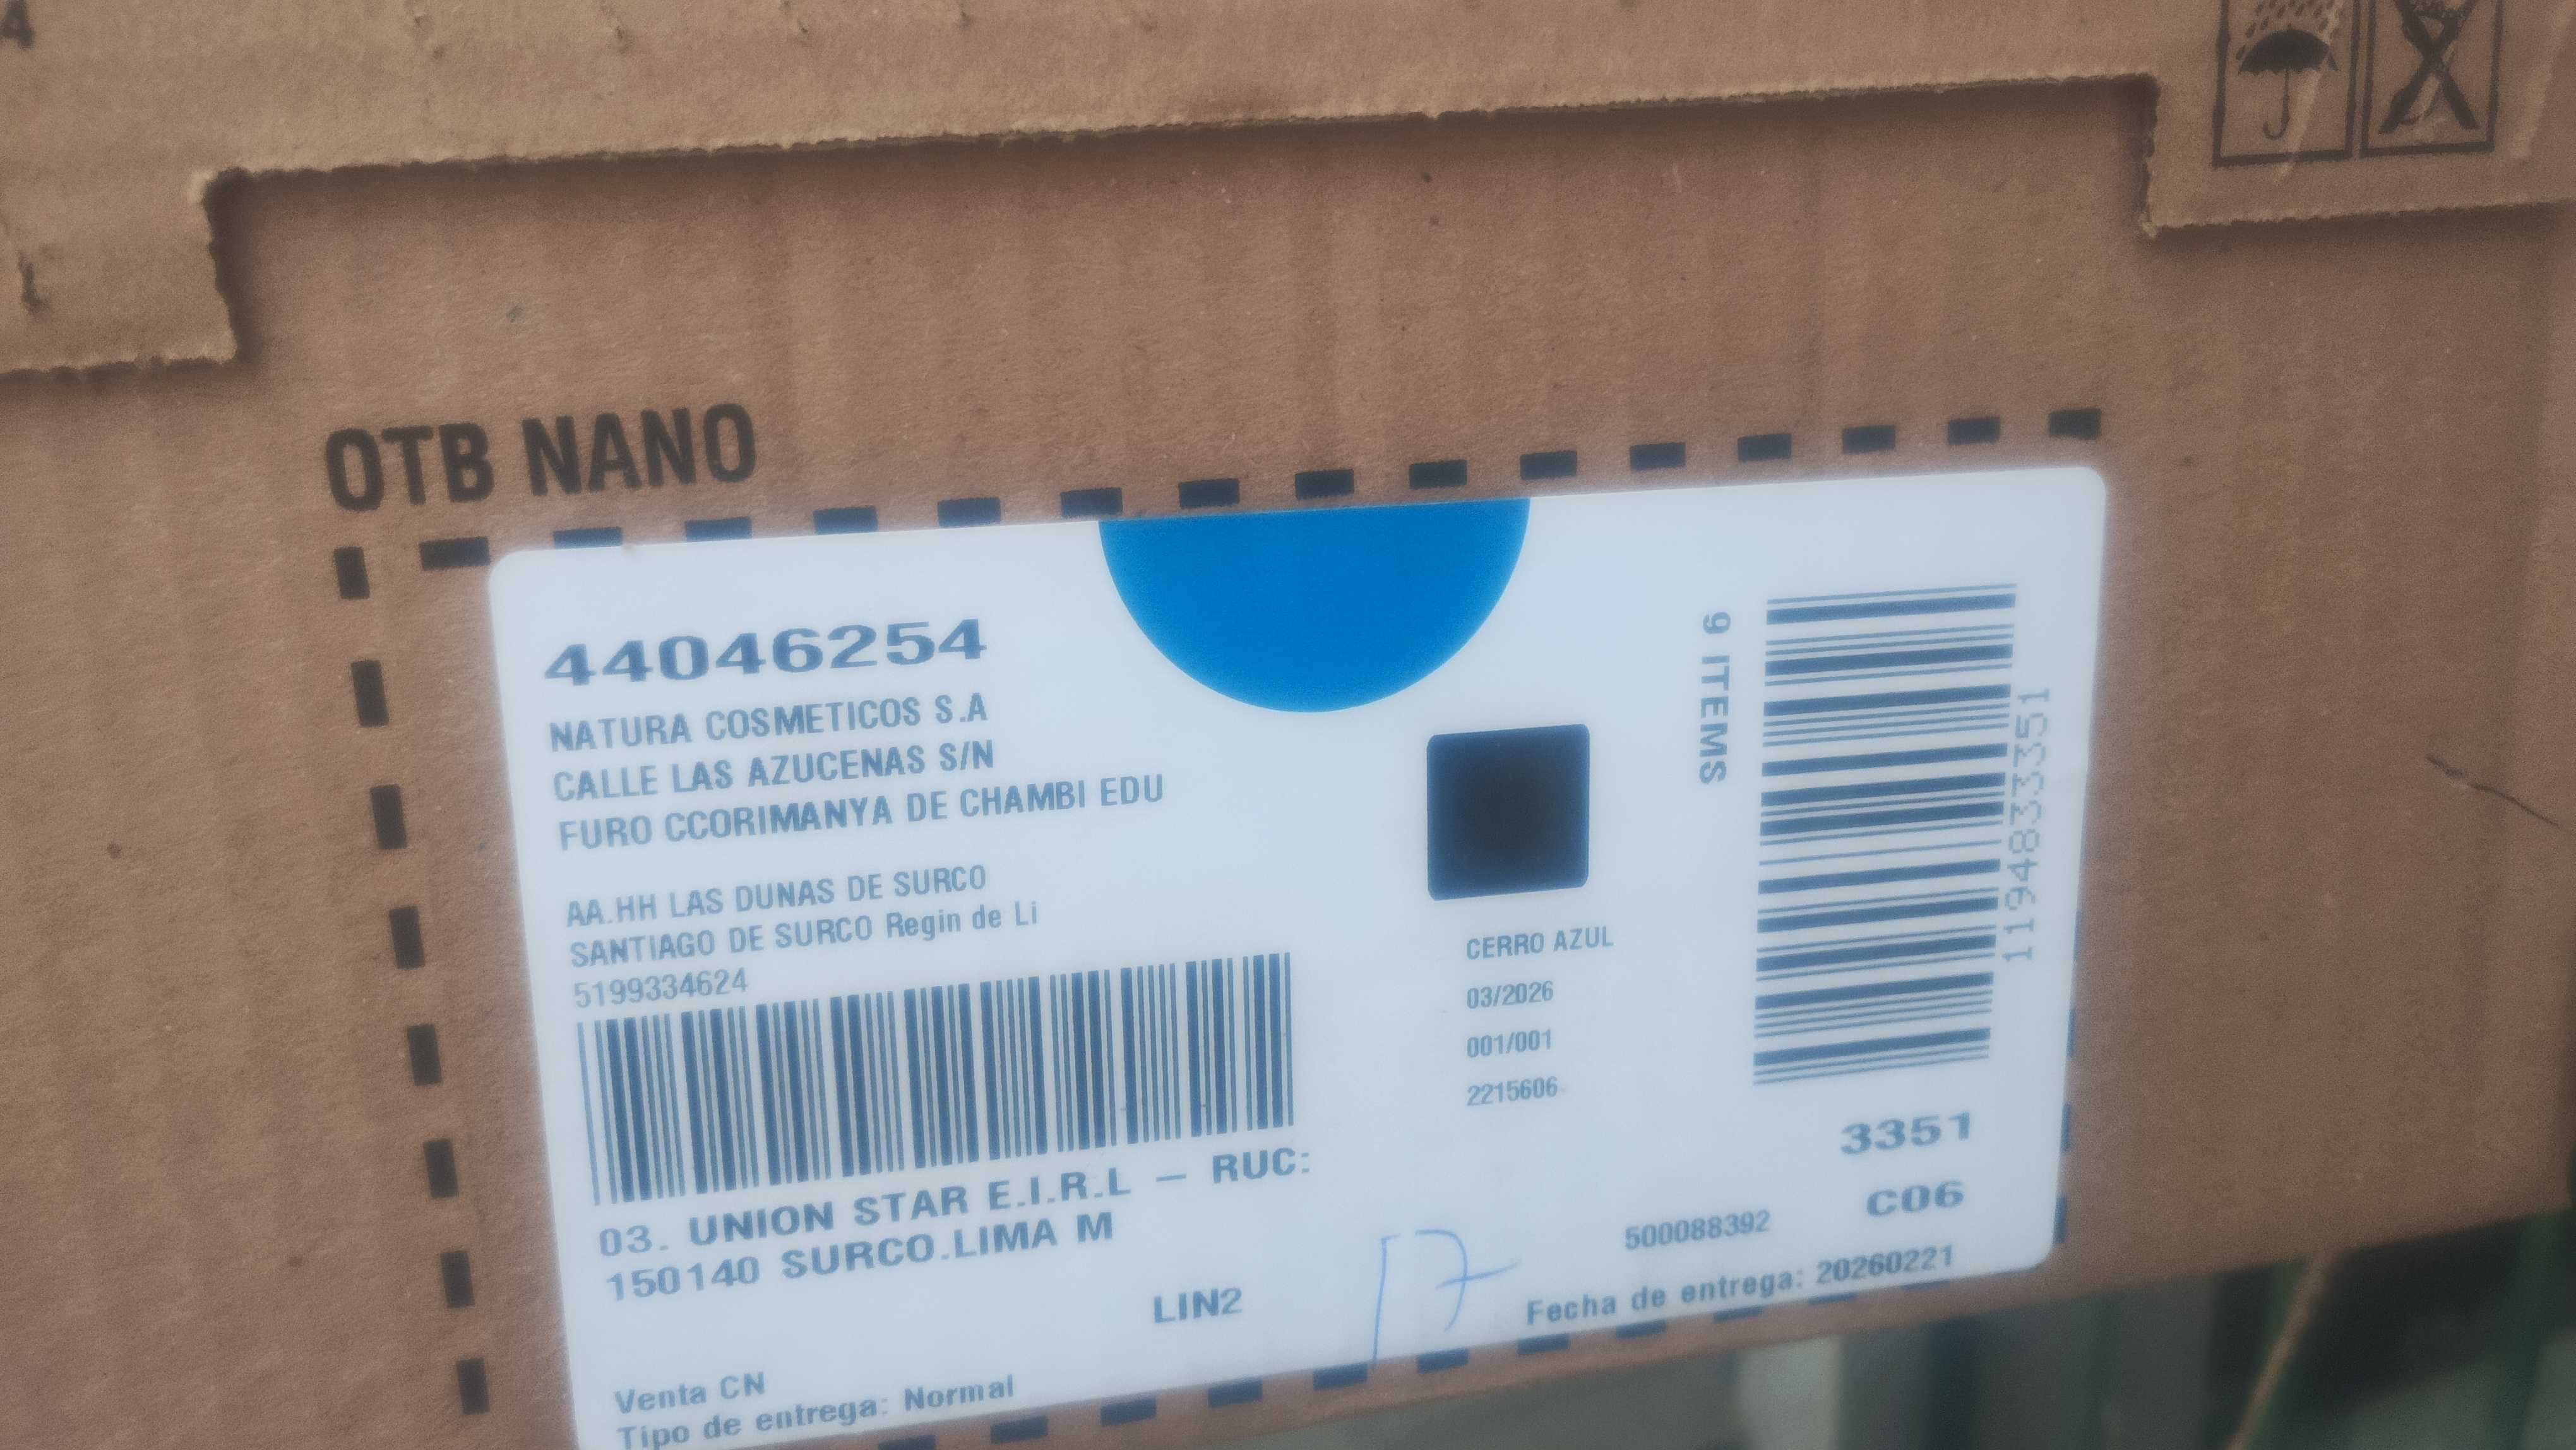 OTB NANO
44046254
NATURA COSMETICOS S.A
CALLE LAS AZUCENAS S/N
FURO CCORIMANYA DE CHAMBI EDU
AA.HH LAS DUNAS DE SURCO
SANTIAGO DE SURCO Regin de Li
5199334624
03. UNION STAR E.I.R.L – RUC:
150140 SURCO.LIMA M
LIN2
Venta CN
Tipo de entrega: Normal
CERRO AZUL
03/2026
001/001
2215606
9 ITEMS
1194833351
3351
C06
500088392
Fecha de entrega: 20260221
17